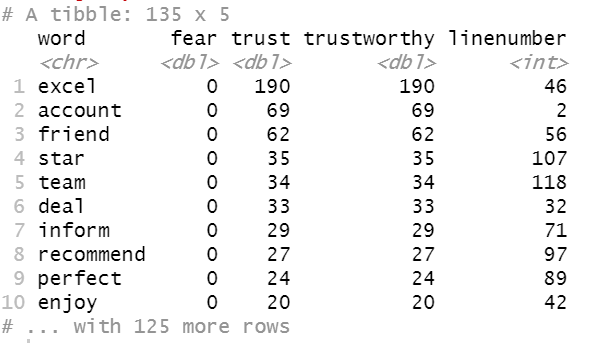 # A tibble: 135 x 5
word fear trust trustworthy linenumber
<chr> <dbl> <dbl> <dbl> <int>
1 excel 0 190 190 46
2 account 0 69 69 2
3 friend 0 62 62 56
4 star 0 35 35 107
5 team 0 34 34 118
6 deal 0 33 33 32
7 inform 0 29 29 71
8 recommend 0 27 27 97
9 perfect 0 24 24 89
10 enjoy 0 20 20 42
# ... with 125 more rows